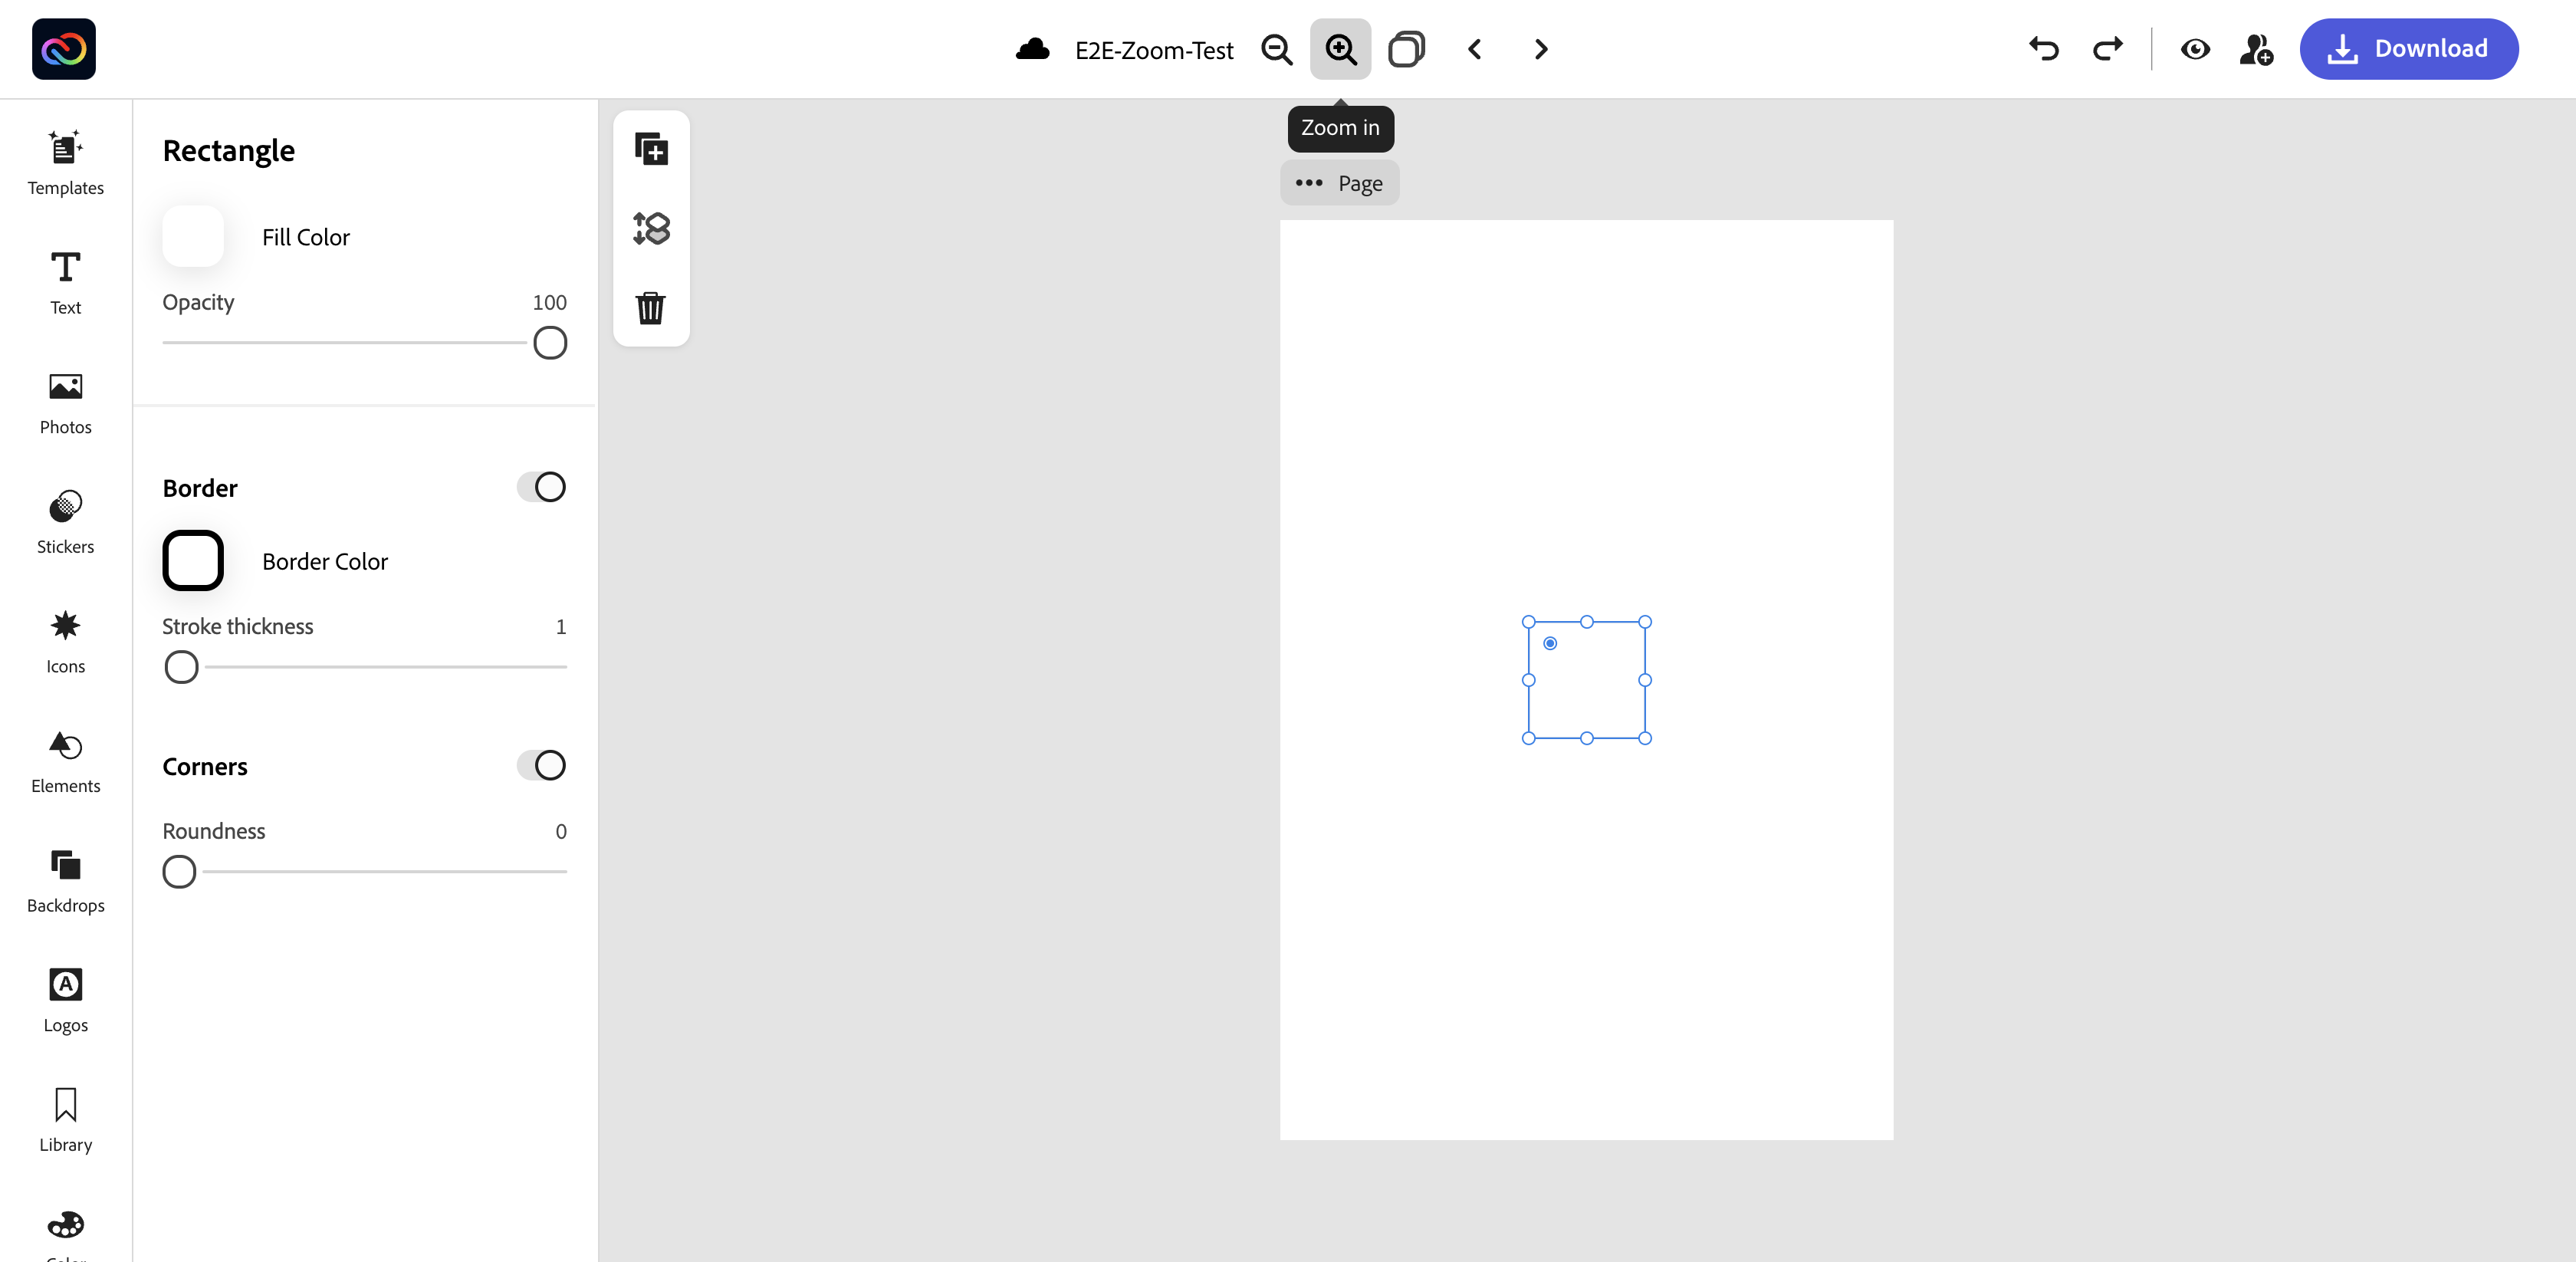 E2E-Zoom-Test
Download
Zoom in
Page
Templates
Text
Photos
Stickers
Icons
Elements
Backdrops
Logos
Library
Rectangle
Fill Color
Opacity 100
Border
Border Color
Stroke thickness 1
Corners
Roundness 0